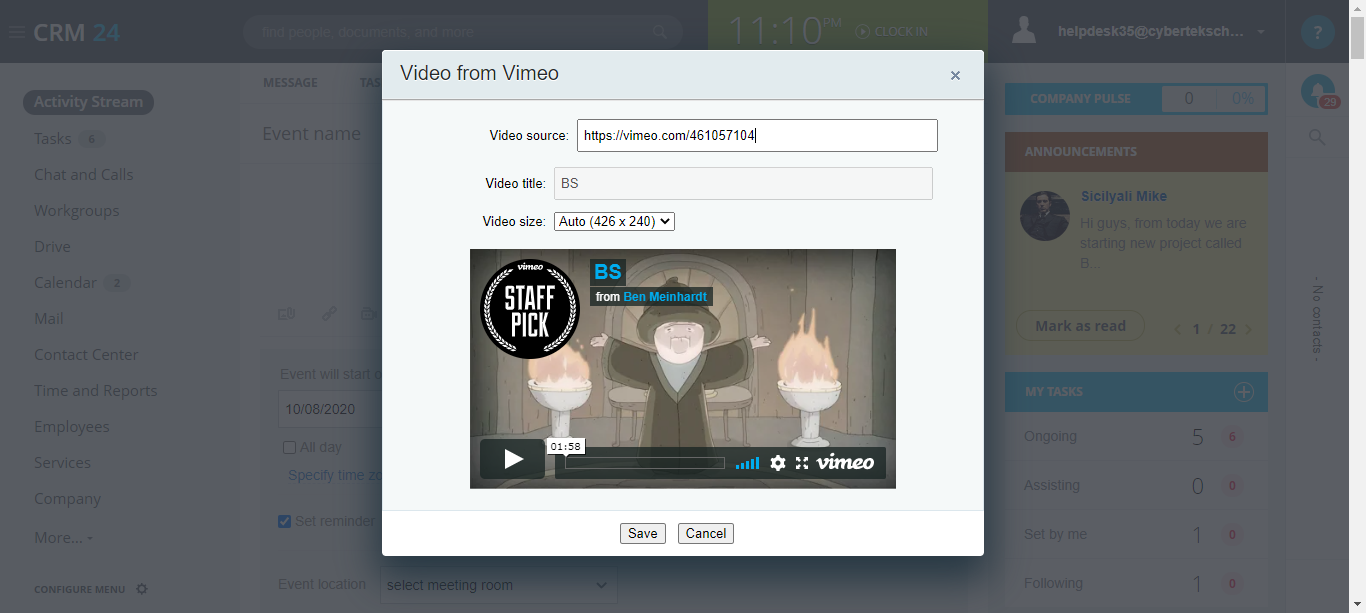 CRM 24
find people, documents, and more
11:10 PM
CLOCK IN
helpdesk35@cyberteksch...
?
Activity Stream
Tasks 6
Chat and Calls
Workgroups
Drive
Calendar 2
Mail
Contact Center
Time and Reports
Employees
Services
Company
More...
CONFIGURE MENU
MESSAGE
TAS
Event name
Event will start o
10/08/2020
All day
Specify time zo
Set reminder
Event location
select meeting room
Video from Vimeo
×
Video source: https://vimeo.com/461057104
Video title: BS
Video size: Auto (426 x 240)
vimeo
STAFF
PICK
BS
from Ben Meinhardt
01:58
vimeo
Save
Cancel
COMPANY PULSE 0 0%
29
ANNOUNCEMENTS
Sicilyali Mike
Hi guys, from today we are
starting new project called
B...
Mark as read
1 / 22
MY TASKS
Ongoing 5 6
Assisting 0 0
Set by me 1 0
Following 1 0
- No contacts -